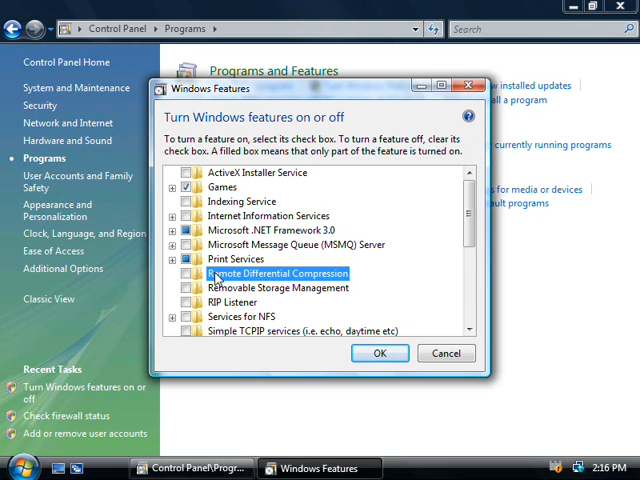 Control Panel
Programs
Search
Control Panel Home
System and Maintenance
Security
Network and Internet
Hardware and Sound
Programs
User Accounts and Family
Safety
Appearance and
Personalization
Clock, Language, and Region
Ease of Access
Additional Options
Classic View
Recent Tasks
Turn Windows features on or
off
Check firewall status
Add or remove user accounts
Programs and Features
installed updates
all a program
currently running programs
for media or devices
default programs
Windows Features
Turn Windows features on or off
To turn a feature on, select its check box. To turn a feature off, clear its
check box. A filled box means that only part of the feature is turned on.
ActiveX Installer Service
Games
Indexing Service
Internet Information Services
Microsoft .NET Framework 3.0
Microsoft Message Queue (MSMQ) Server
Print Services
Remote Differential Compression
Removable Storage Management
RIP Listener
Services for NFS
Simple TCPIP services (i.e. echo, daytime etc)
OK
Cancel
Control Panel\Progr...
Windows Features
2:16 PM